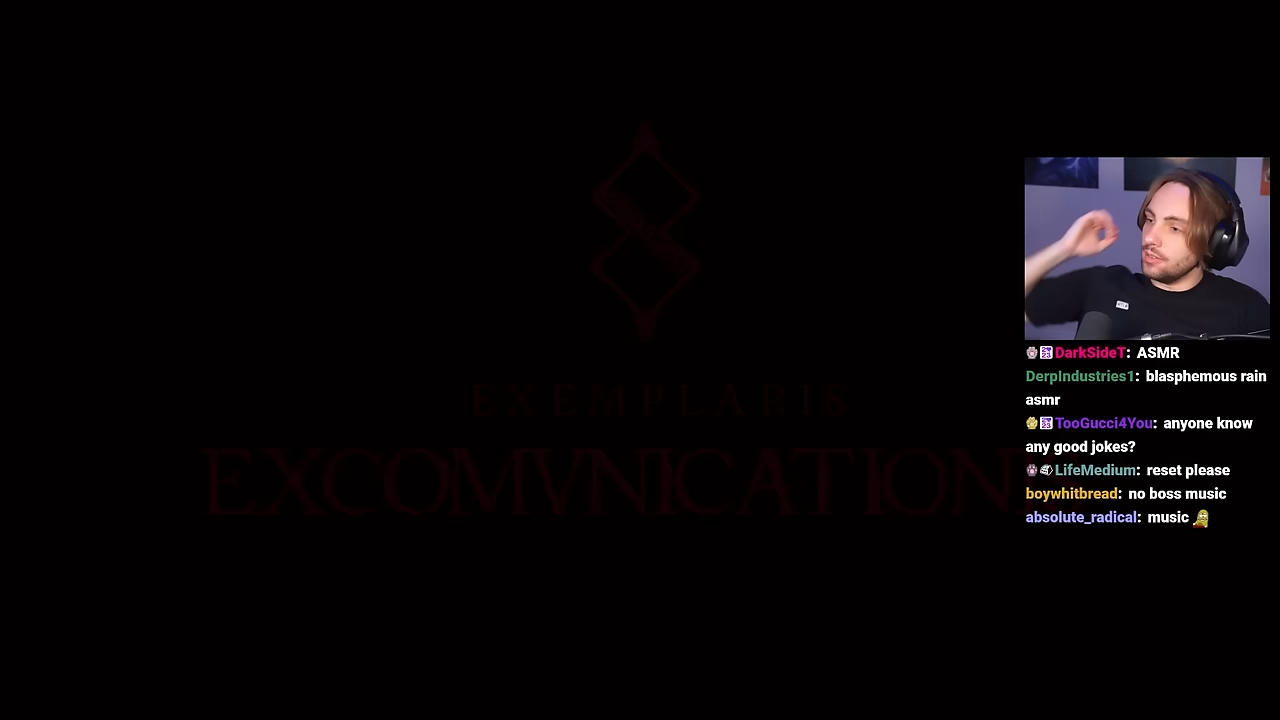 EXEMPLARIS
EXCOMVNICATIONIS
DarkSideT: ASMR
DerpIndustries1: blasphemous rain
asmr
TooGucci4You: anyone know
any good jokes?
LifeMedium: reset please
boywhitbread: no boss music
absolute_radical: music